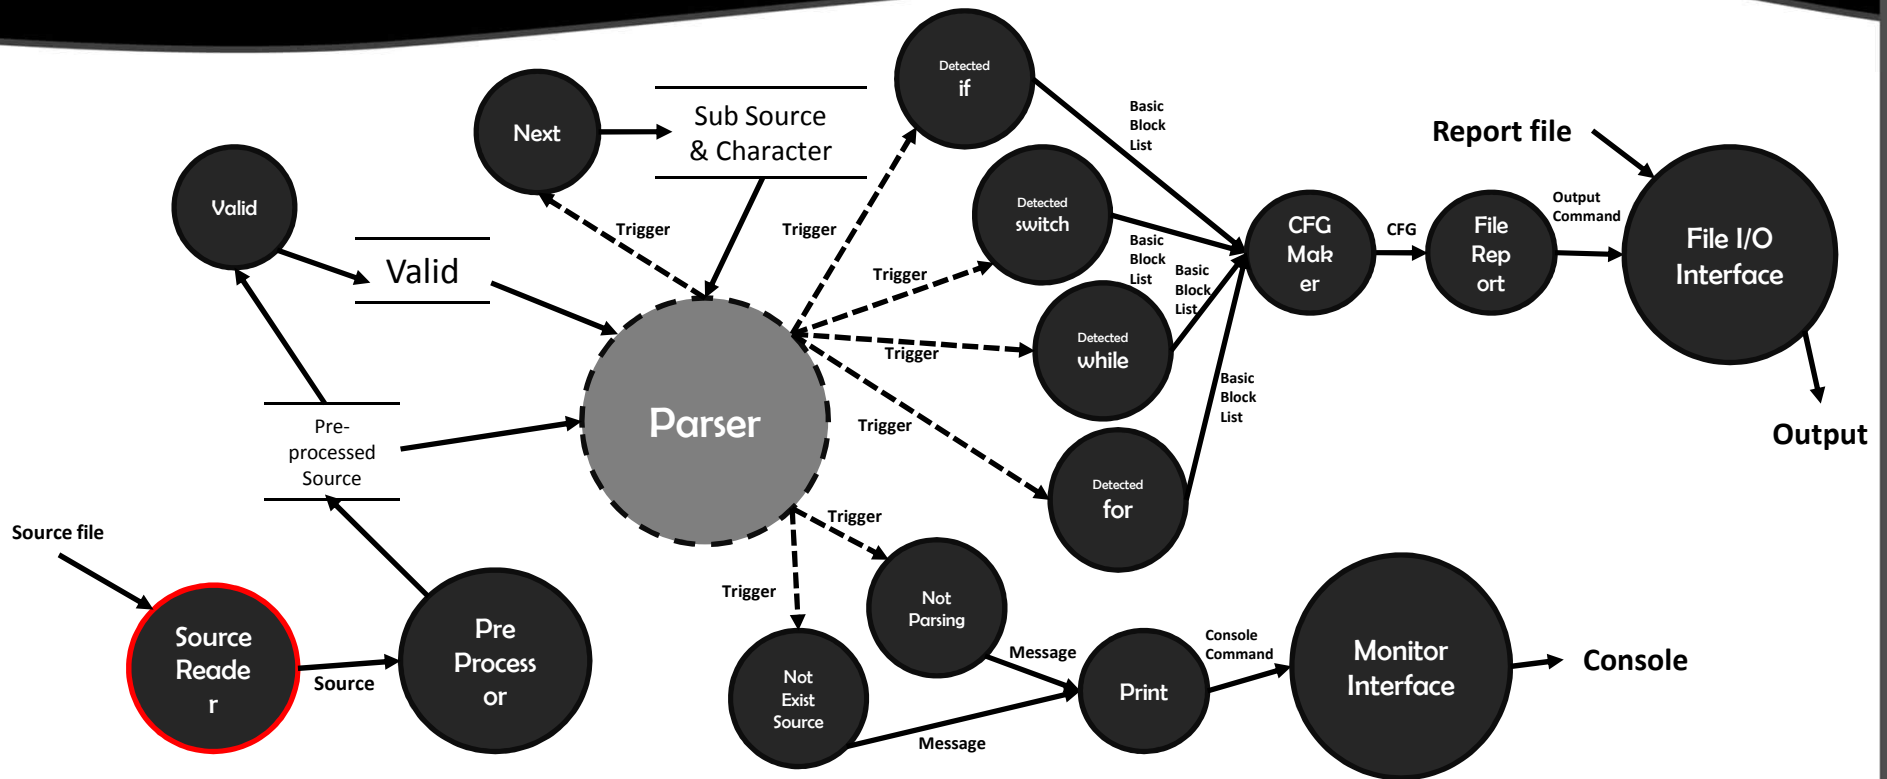 Detected
if
Next
Sub Source
& Character
Basic
Block
List
Report file
Valid
Trigger
Trigger
Detected
switch
Basic
Block
List
CFG
Mak
er
CFG
File
Rep
ort
Output
Command
File I/O
Interface
Valid
Trigger
Basic
Block
List
Detected
while
Trigger
Basic
Block
List
Parser
Trigger
Output
Pre-
processed
Source
Detected
for
Source file
Trigger
Trigger
Not
Parsing
Source
Reade
r
Source
Pre
Process
or
Not
Exist
Source
Message
Message
Print
Console
Command
Monitor
Interface
Console